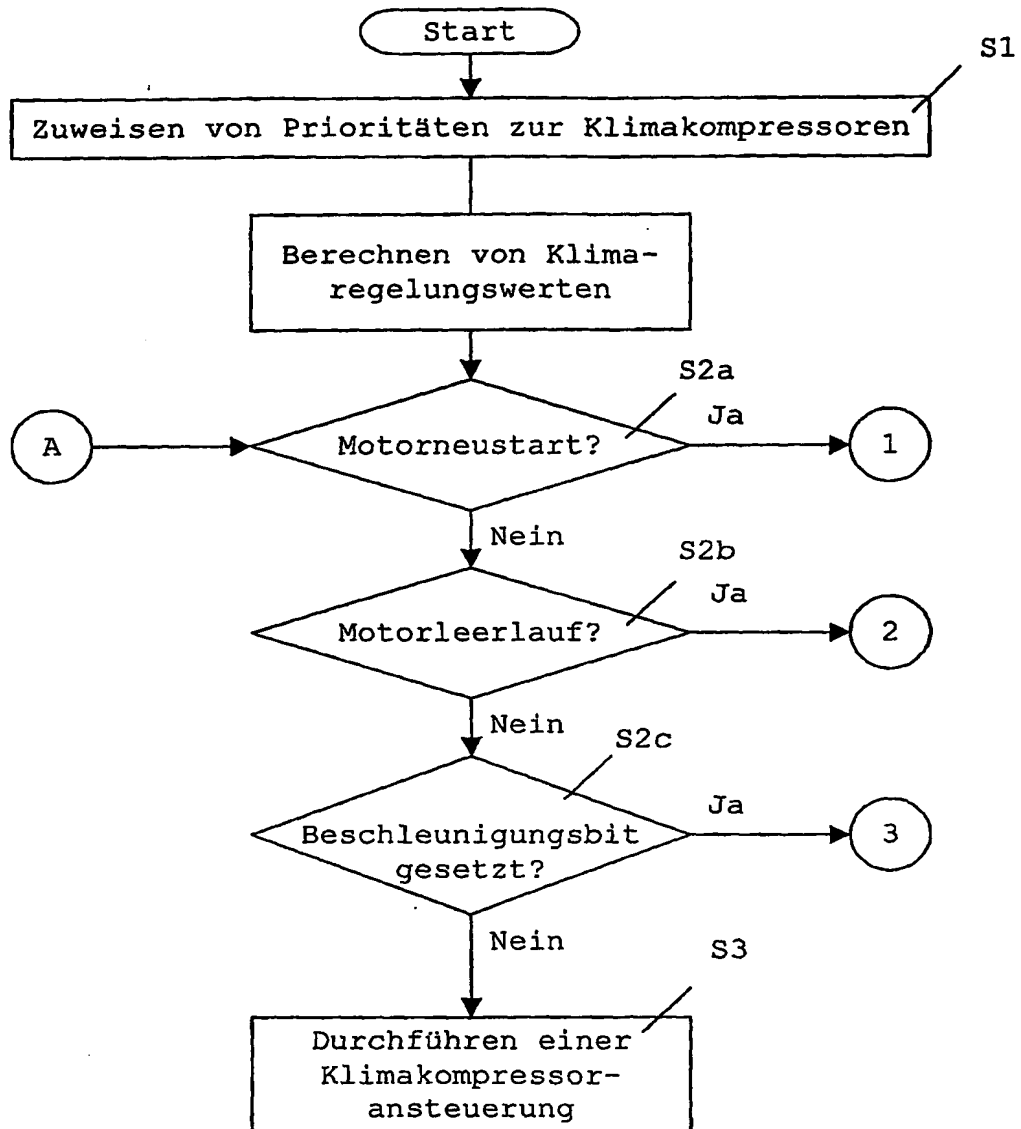 Start
S1
Zuweisen von Prioritäten zur Klimakompressoren
Berechnen von Klima-
regelungswerten
S2a
Ja
A
Motorneustart?
1
Nein
S2b
Ja
Motorleerlauf?
2
Nein
S2c
Ja
Beschleunigungsbit
gesetzt?
3
Nein
S3
Durchführen einer
Klimakompressor-
ansteuerung